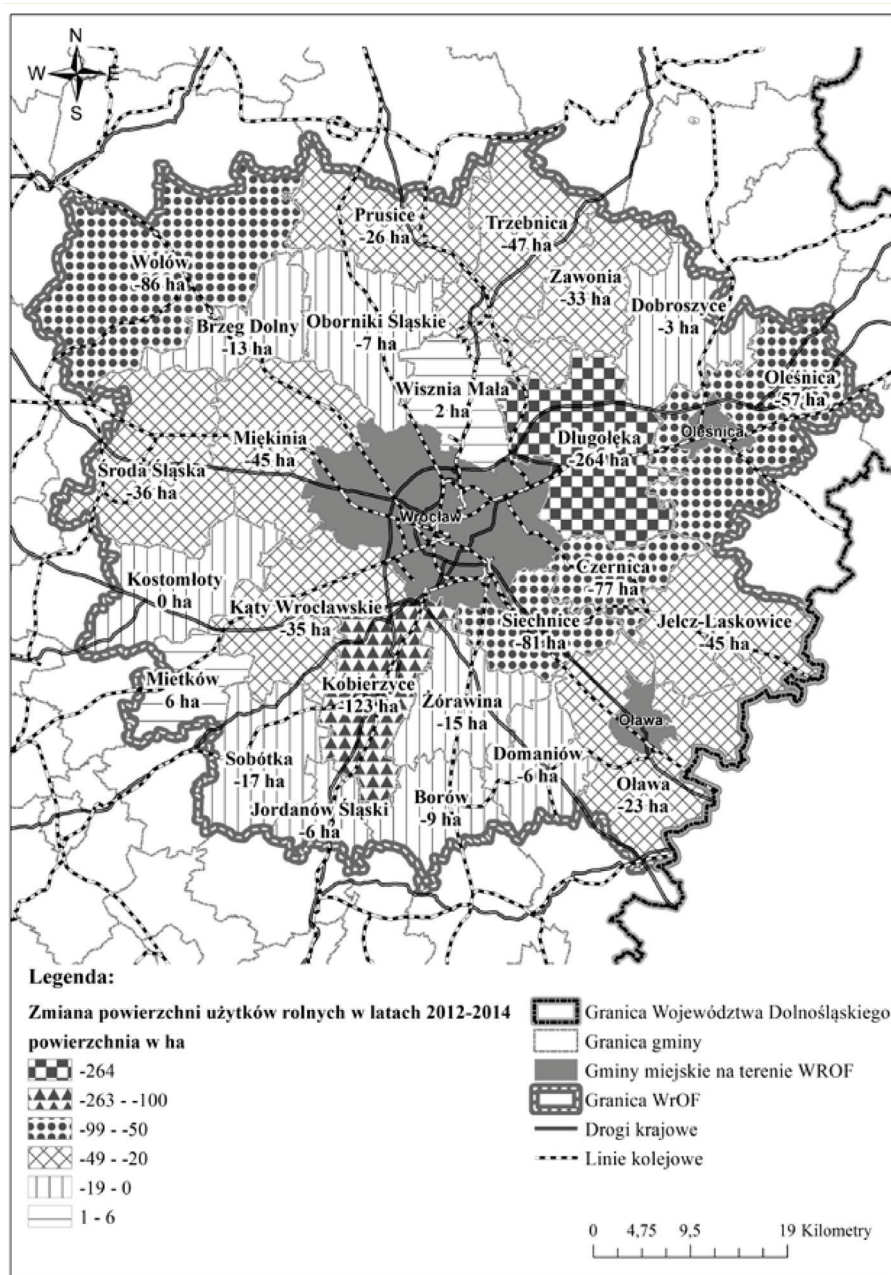 N
W E
S
Prusice
-26 ha
Trzebnica
-47 ha
Wołów
-86 ha
Zawonia
-33 ha
Dobroszyce
-3 ha
Brzeg Dolny
-13 ha
Oborniki Śląskie
-7 ha
Wisznia Mała
2 ha
Oleśnica
-57 ha
Oleśnica
Długołęka
-264 ha
Miękinia
-45 ha
Środa Śląska
-36 ha
Wrocław
Czernica
-77 ha
Kostomłoty
0 ha
Kąty Wrocławskie
-35 ha
Siechnice
-81 ha
Jelcz-Laskowice
-45 ha
Mietków
6 ha
Kobierzyce
-123 ha
Żórawina
-15 ha
Oława
Sobótka
-17 ha
Domaniów
-6 ha
Oława
-23 ha
Jordanów Śląski
-6 ha
Borów
-9 ha
Legenda:
Zmiana powierzchni użytków rolnych w latach 2012-2014
powierzchnia w ha
-264
-263 - -100
-99 - -50
-49 - -20
-19 - 0
1 - 6
Granica Województwa Dolnośląskiego
Granica gminy
Gminy miejskie na terenie WROF
Granica WrOF
Drogi krajowe
Linie kolejowe
0 4,75 9,5 19 Kilometry